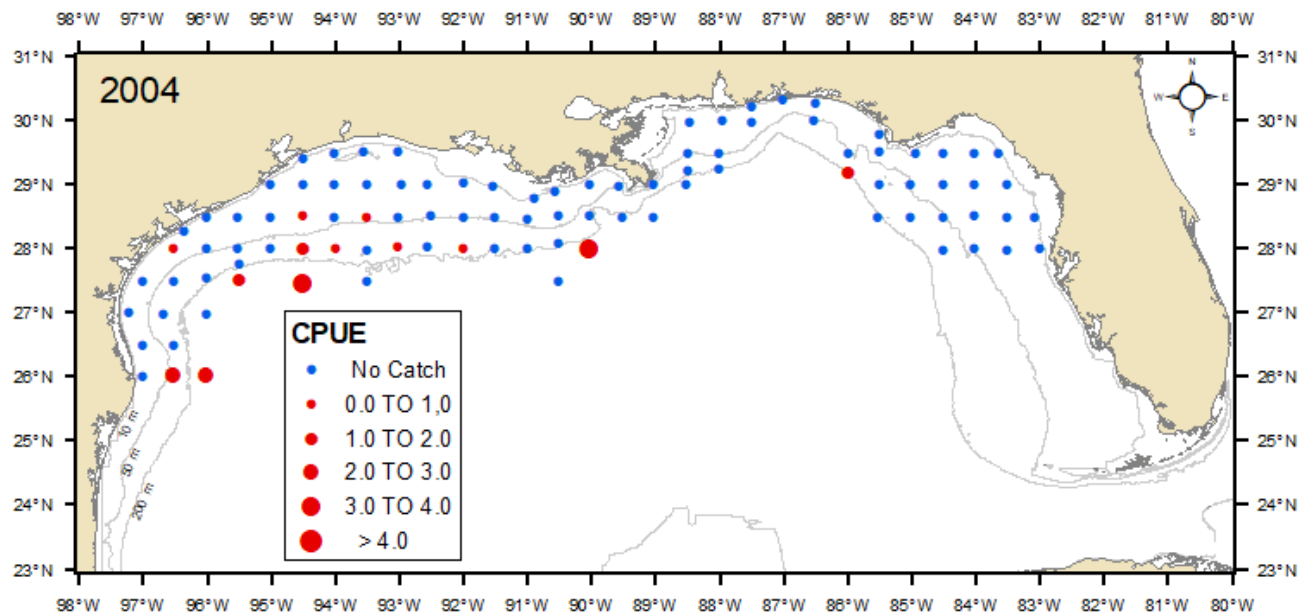 98°W 97°W 96°W 95°W 94°W 93°W 92°W 91°W 90°W 89°W 88°W 87°W 86°W 85°W 84°W 83°W 82°W 81°W 80°W
31°N 31°N
2004
N
W E
S
30°N 30°N
29°N 29°N
28°N 28°N
27°N 27°N
CPUE
No Catch
26°N 26°N
0.0 TO 1,0
1.0 TO 2.0
10 m
25°N 25°N
2.0 TO 3.0
50 m
200 m
24°N 24°N
3.0 TO 4.0
> 4.0
23°N 23°N
98°W 97°W 96°W 95°W 94°W 93°W 92°W 91°W 90°W 89°W 88°W 87°W 86°W 85°W 84°W 83°W 82°W 81°W 80°W